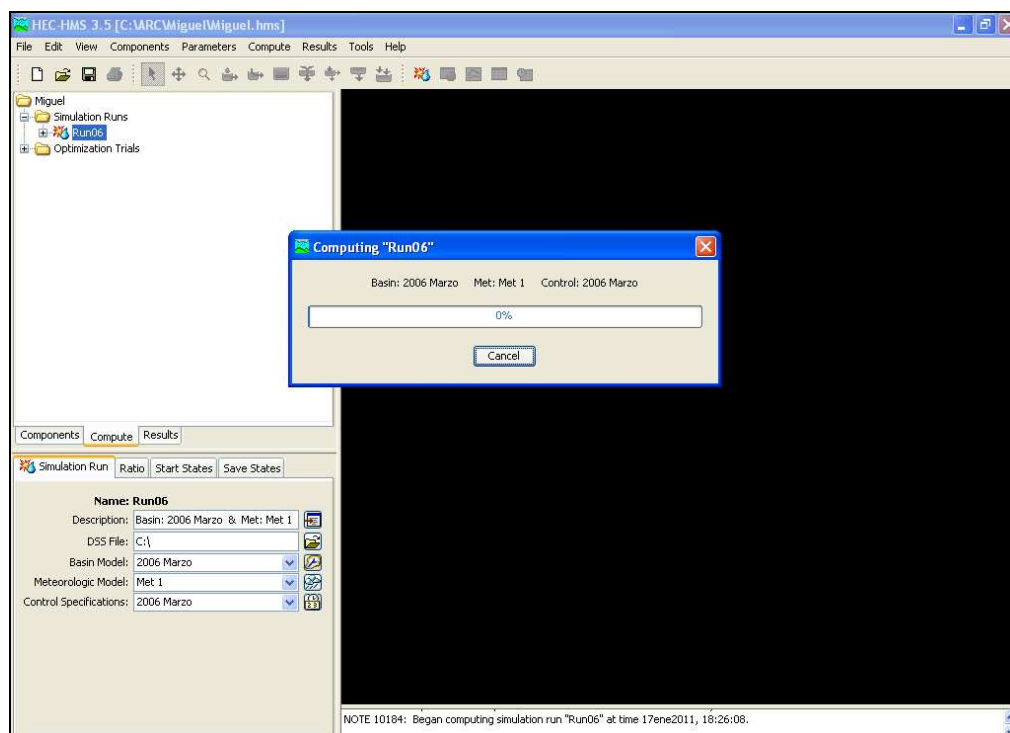 HEC-HMS 3.5 [C:\ARC\Miguel\Miguel.hms]
File Edit View Components Parameters Compute Results Tools Help
Miguel
Simulation Runs
Run06
Optimization Trials
Computing "Run06"
Basin: 2006 Marzo Met: Met 1 Control: 2006 Marzo
0%
Cancel
Components Compute Results
Simulation Run Ratio Start States Save States
Name: Run06
Description: Basin: 2006 Marzo & Met: Met 1
DSS File: C:\
Basin Model: 2006 Marzo
Meteorologic Model: Met 1
Control Specifications: 2006 Marzo
NOTE 10184: Began computing simulation run "Run06" at time 17ene2011, 18:26:08.